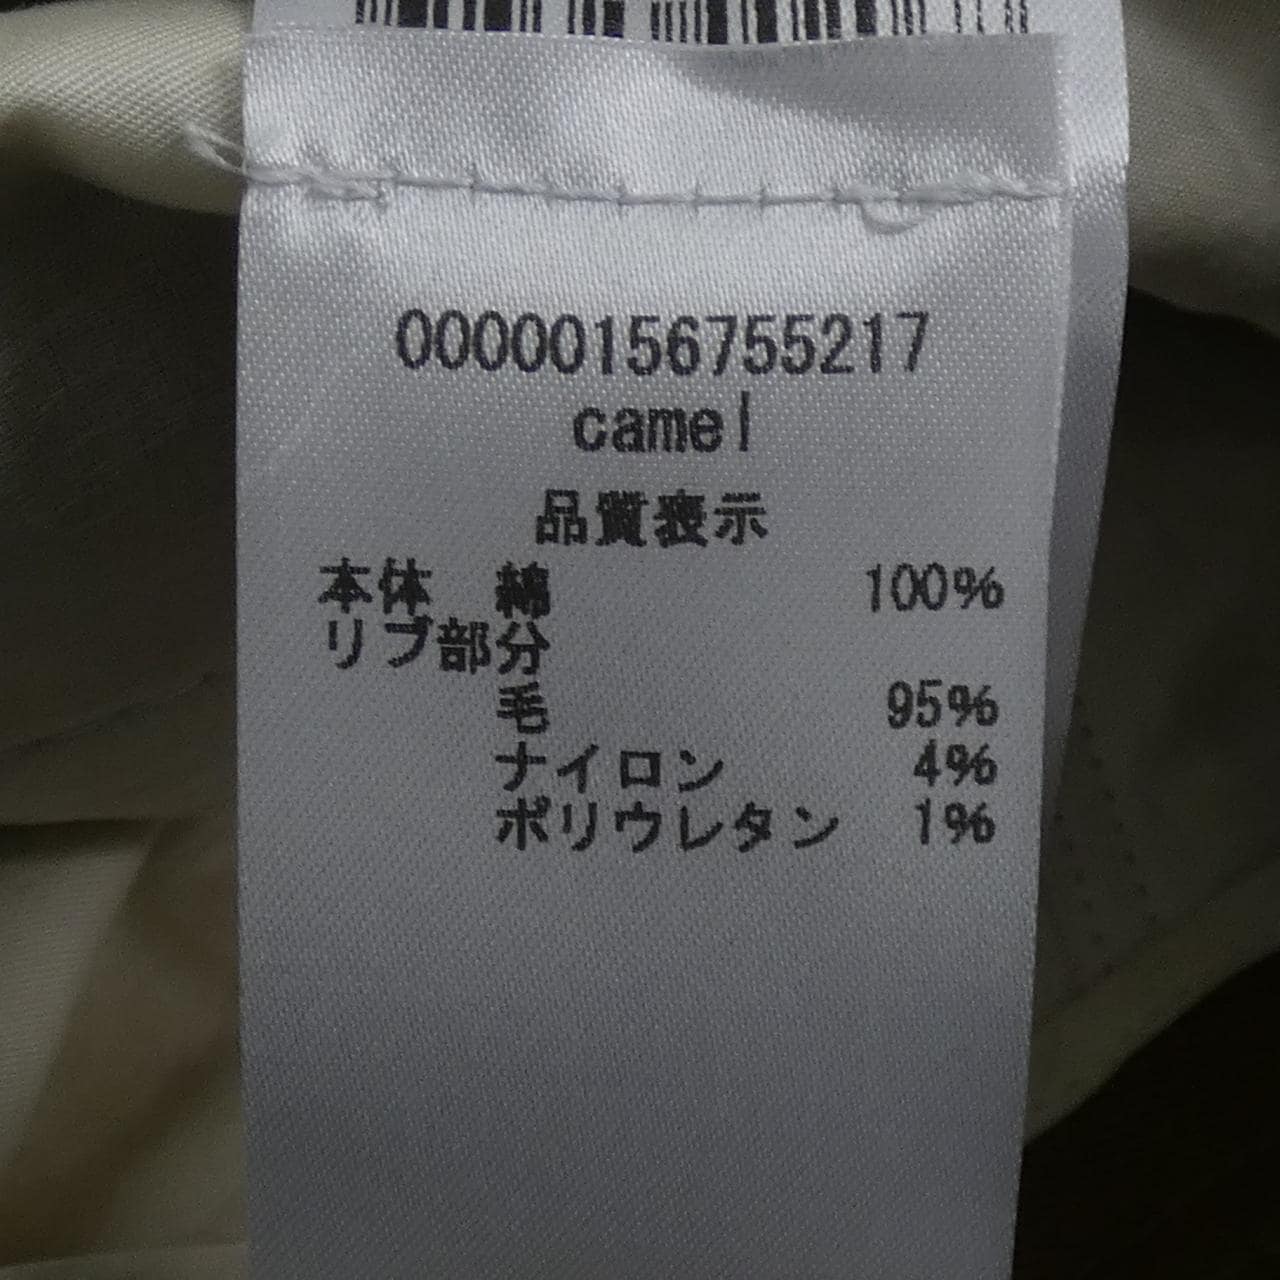 00000156755217
camel
品質表示
本体 綿 100%
リブ部分
毛 95%
ナイロン 4%
ポリウレタン 1%